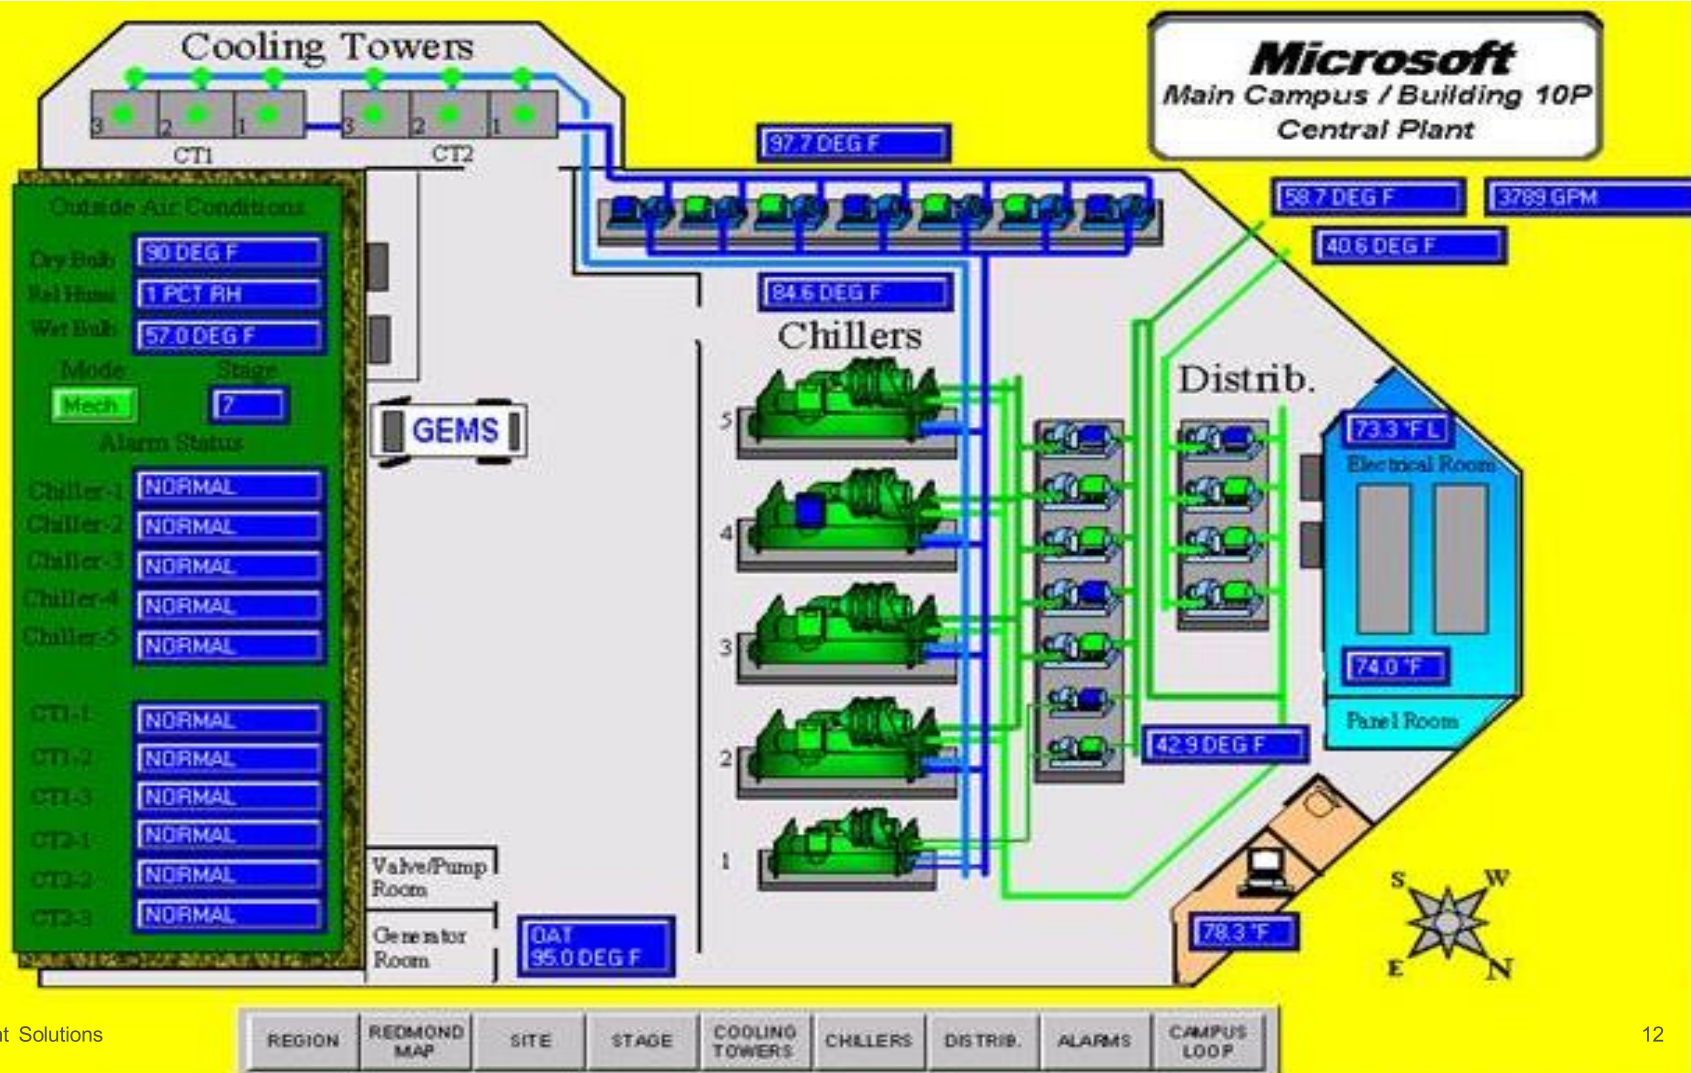 Cooling Towers
3 2 1 3 2 1
CT1 CT2
Microsoft
Main Campus / Building 10P
Central Plant
97.7 DEG F
58.7 DEG F 3789 GPM
40.6 DEG F
Outside Air Conditions
Dry Bulb 90 DEG F
Rel Humi 1 PCT RH
Wet Bulb 57.0 DEG F
Mode Stage
Mech 7
Alarm Status
Chiller-1 NORMAL
Chiller-2 NORMAL
Chiller-3 NORMAL
Chiller-4 NORMAL
Chiller-5 NORMAL
CT1-1 NORMAL
CT1-2 NORMAL
CT1-3 NORMAL
CT2-1 NORMAL
CT2-2 NORMAL
CT2-3 NORMAL
GEMS
84.6 DEG F
Chillers
5
4
3
2
1
Distrib.
73.3 °F L
Electrical Room
74.0 °F
Panel Room
42.9 DEG F
Valve/Pump
Room
Generator
Room
OAT
95.0 DEG F
78.3 °F
S W
E N
nt Solutions
REGION
REDMOND
MAP
SITE
STAGE
COOLING
TOWERS
CHILLERS
DISTRIB.
ALARMS
CAMPUS
LOOP
12